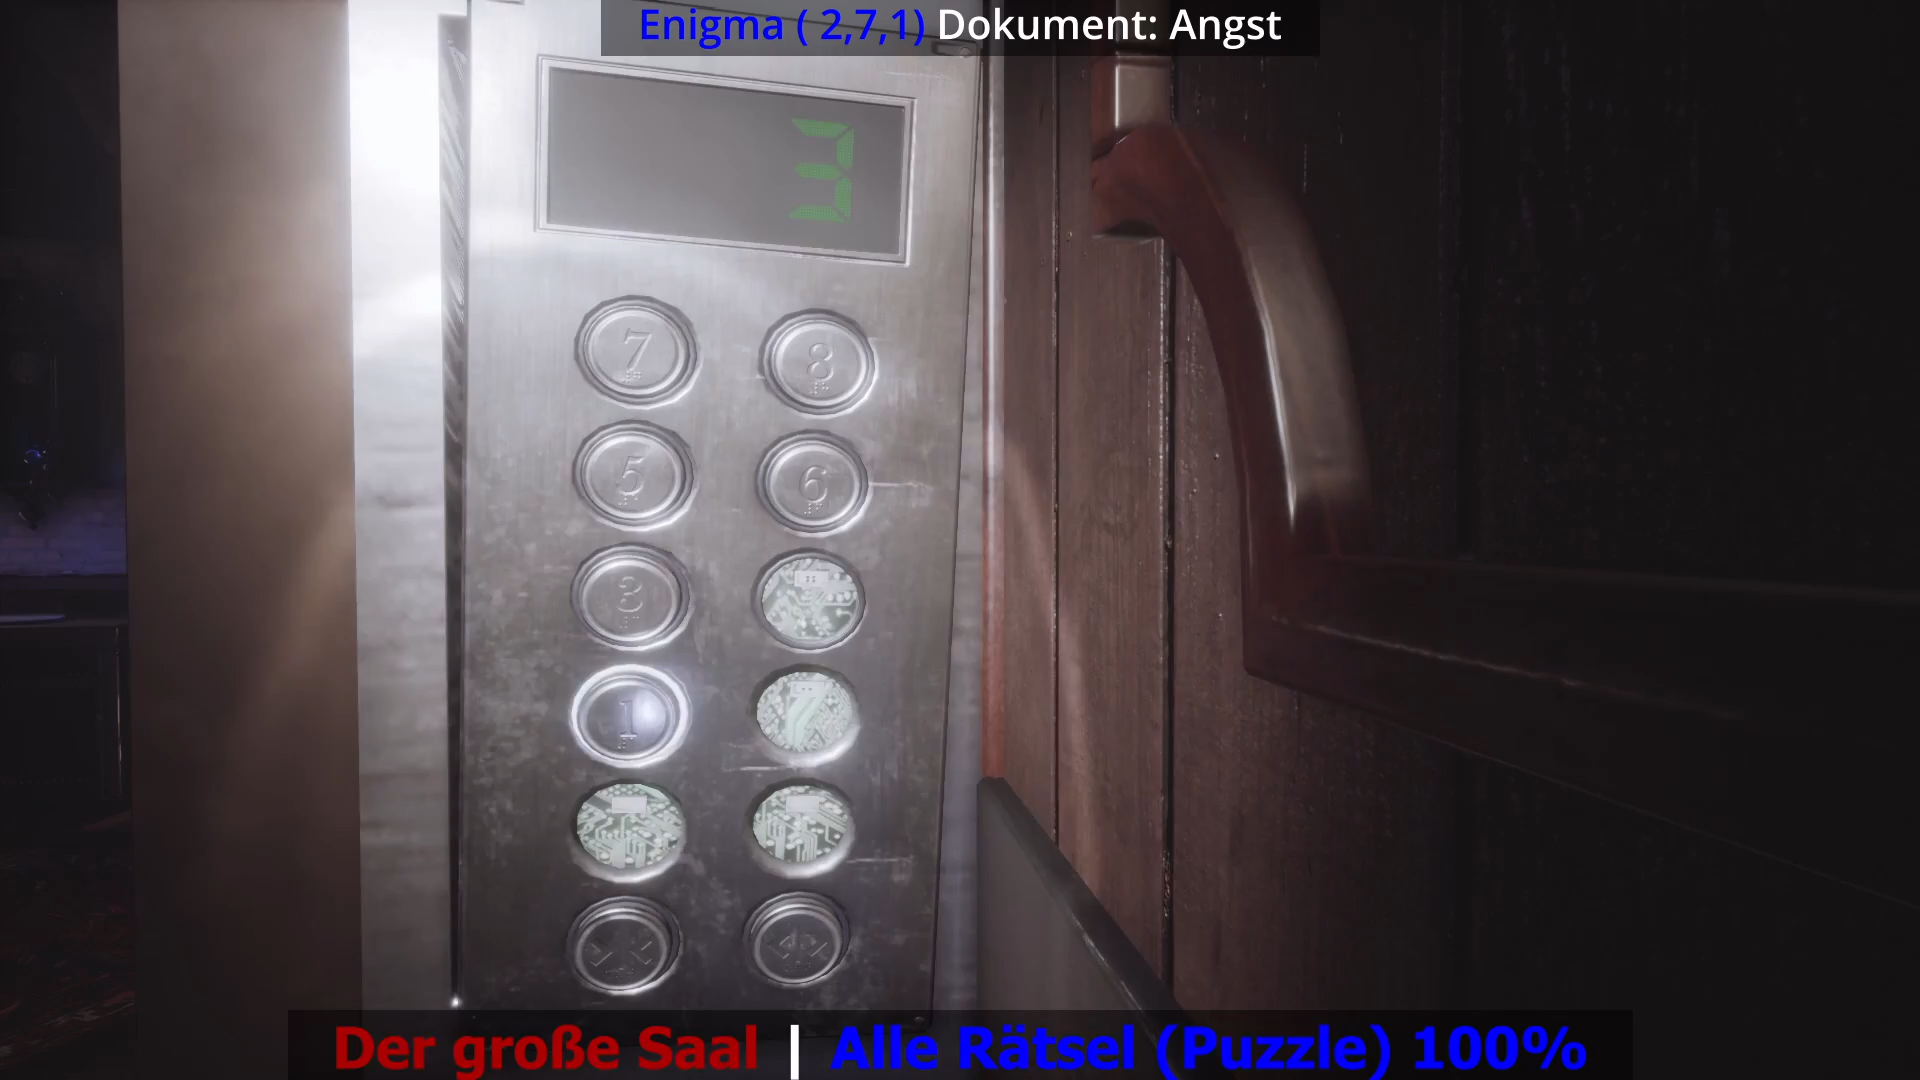 Enigma ( 2,7,1) Dokument: Angst
3
7 8
5 6
3
1
Der große Saal | Alle Rätsel (Puzzle) 100%